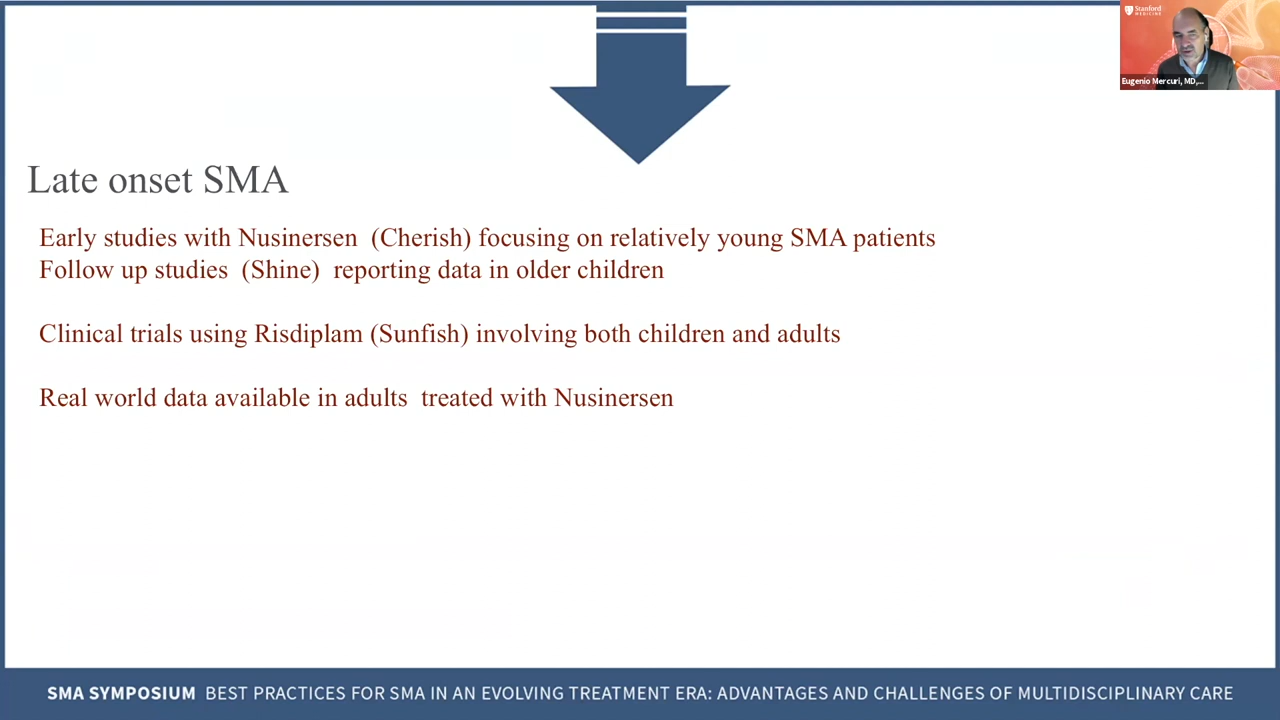 Stanford
MEDICINE
Eugenio Mercuri, MD,...
Late onset SMA
Early studies with Nusinersen (Cherish) focusing on relatively young SMA patients
Follow up studies (Shine) reporting data in older children
Clinical trials using Risdiplam (Sunfish) involving both children and adults
Real world data available in adults treated with Nusinersen
SMA SYMPOSIUM BEST PRACTICES FOR SMA IN AN EVOLVING TREATMENT ERA: ADVANTAGES AND CHALLENGES OF MULTIDISCIPLINARY CARE